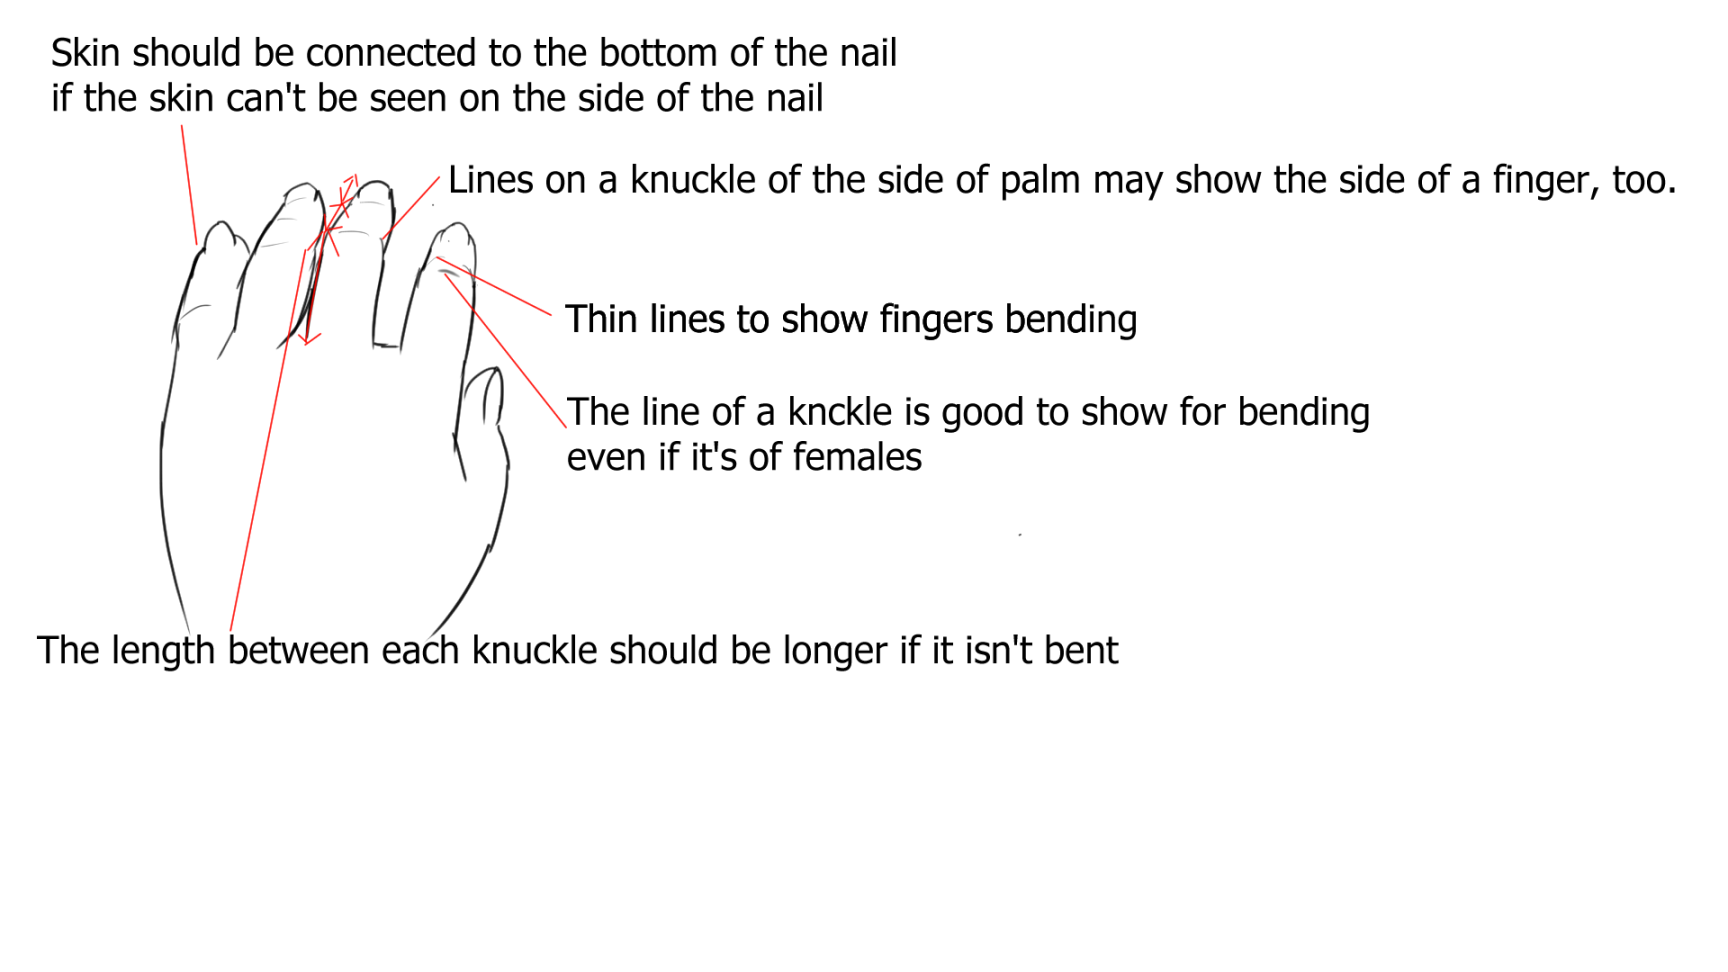 Skin should be connected to the bottom of the nail
if the skin can't be seen on the side of the nail
Lines on a knuckle of the side of palm may show the side of a finger, too.
Thin lines to show fingers bending
The line of a knckle is good to show for bending
even if it's of females
The length between each knuckle should be longer if it isn't bent